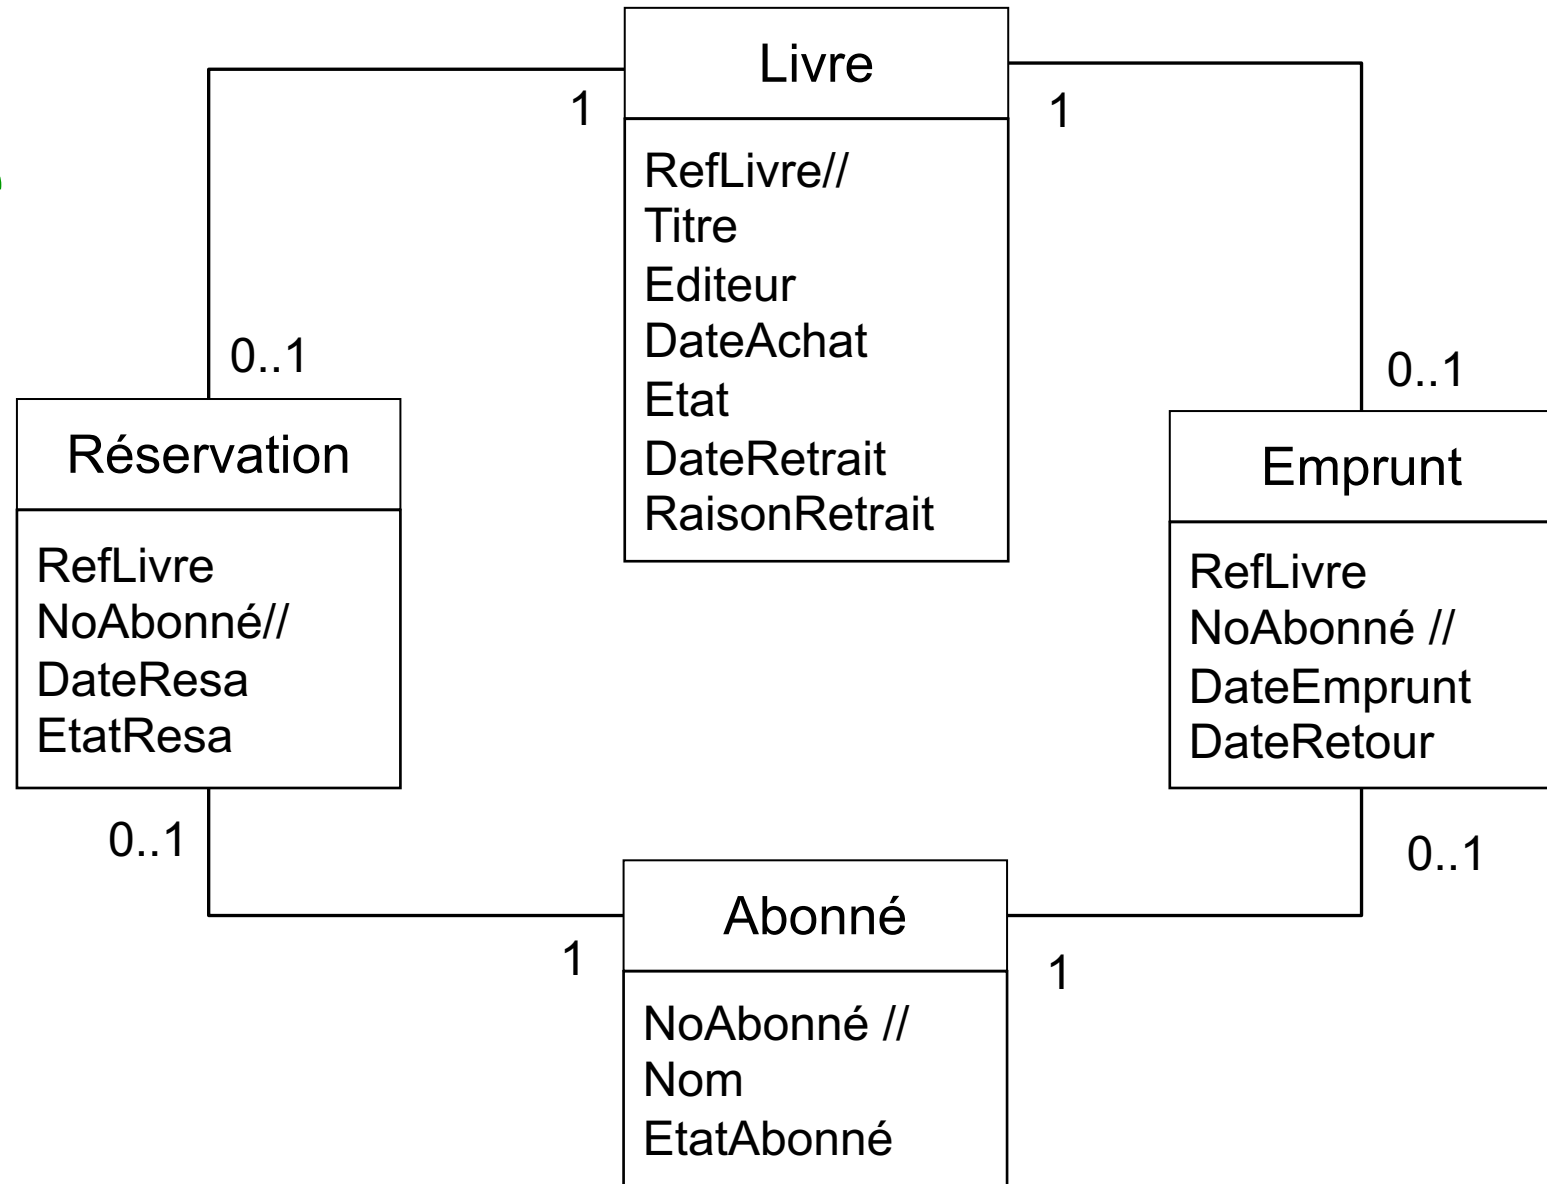 Livre
1
1
RefLivre//
Titre
Editeur
DateAchat
Etat
DateRetrait
RaisonRetrait
0..1
0..1
Réservation
RefLivre
NoAbonné//
DateResa
EtatResa
Emprunt
RefLivre
NoAbonné //
DateEmprunt
DateRetour
0..1
0..1
Abonné
1
1
NoAbonné //
Nom
EtatAbonné